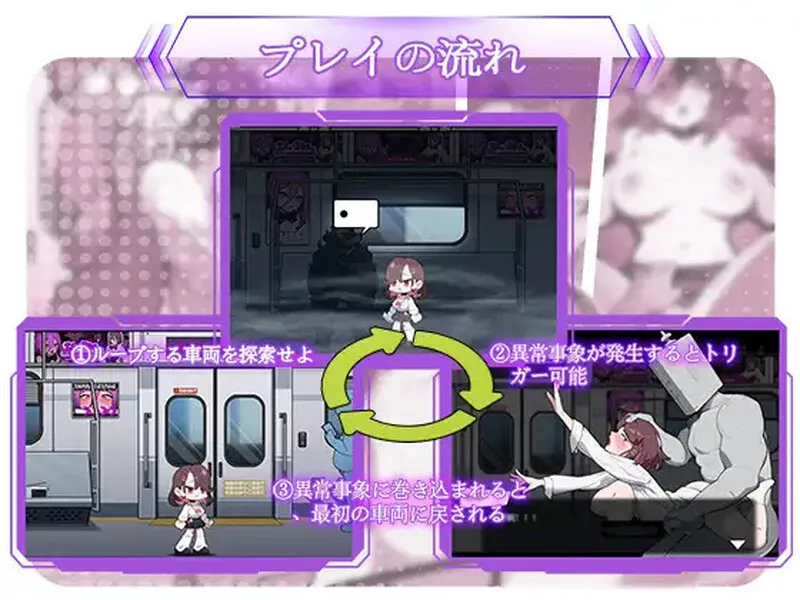 プレイの流れ
①ループする車両を探索せよ
②異常事象が発生するとトリ
ガー可能
③異常事象に巻き込まれると
、最初の車両に戻される